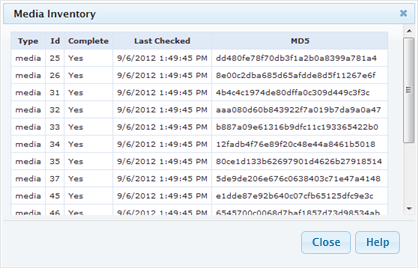 Media Inventory
Type Id Complete Last Checked MD5
media 25 Yes 9/6/2012 1:49:45 PM dd480fe78f70db3f1a2b0a8399a781a4
media 26 Yes 9/6/2012 1:49:45 PM 8e00c2dba685d65afdde8d5f11267e6f
media 31 Yes 9/6/2012 1:49:45 PM 4b4c4c1974de80dffa0c309d449c3f3c
media 32 Yes 9/6/2012 1:49:45 PM aaa080d60b843922f7a019b7da9a0a47
media 33 Yes 9/6/2012 1:49:45 PM b887a09e61316b9dfc11c193365422b0
media 34 Yes 9/6/2012 1:49:45 PM 12fadb4f76e89f20c48e44a8461b5018
media 35 Yes 9/6/2012 1:49:45 PM 80ce1d133b62697901d4626b27918514
media 37 Yes 9/6/2012 1:49:45 PM 5de9de206e676c0638403c71e47a4148
media 45 Yes 9/6/2012 1:49:45 PM e1dde87e92b640c07cfb65125dfc9e3c
media 46 Yes 9/6/2012 1:49:45 PM
Close Help